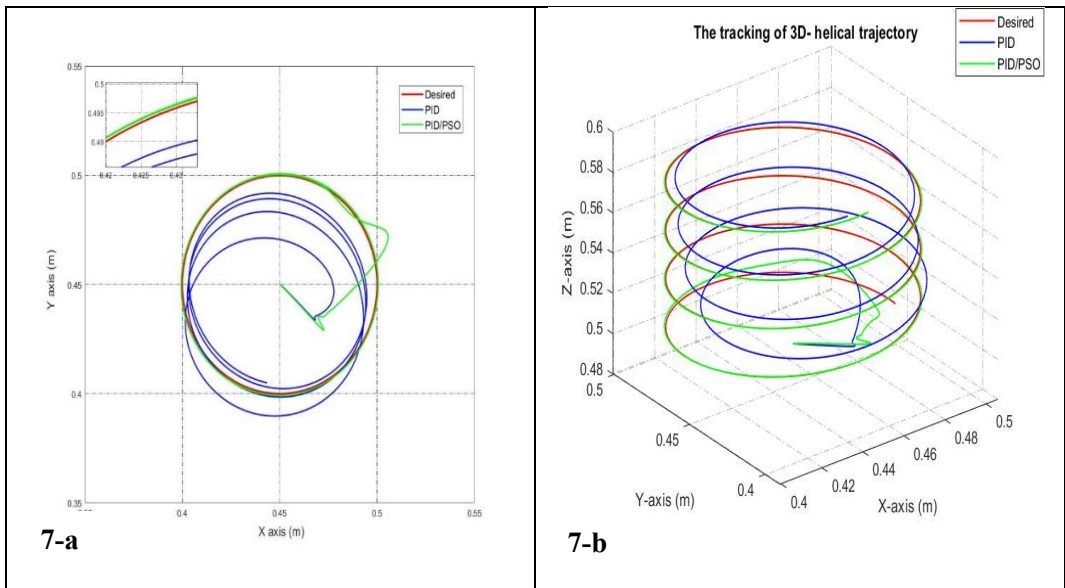 0.55
0.5
0.45
0.4
0.35
0.4
0.45
0.5
0.55
Y axis (m)
X axis (m)
0.5
0.495
0.49
0.42
0.425
0.43
Desired
PID
PID/PSO
7-a
The tracking of 3D- helical trajectory
Desired
PID
PID/PSO
0.6
0.58
0.56
0.54
0.52
0.5
0.48
Z-axis (m)
0.5
0.45
0.4
Y-axis (m)
0.4
0.42
0.44
0.46
0.48
0.5
X-axis (m)
7-b